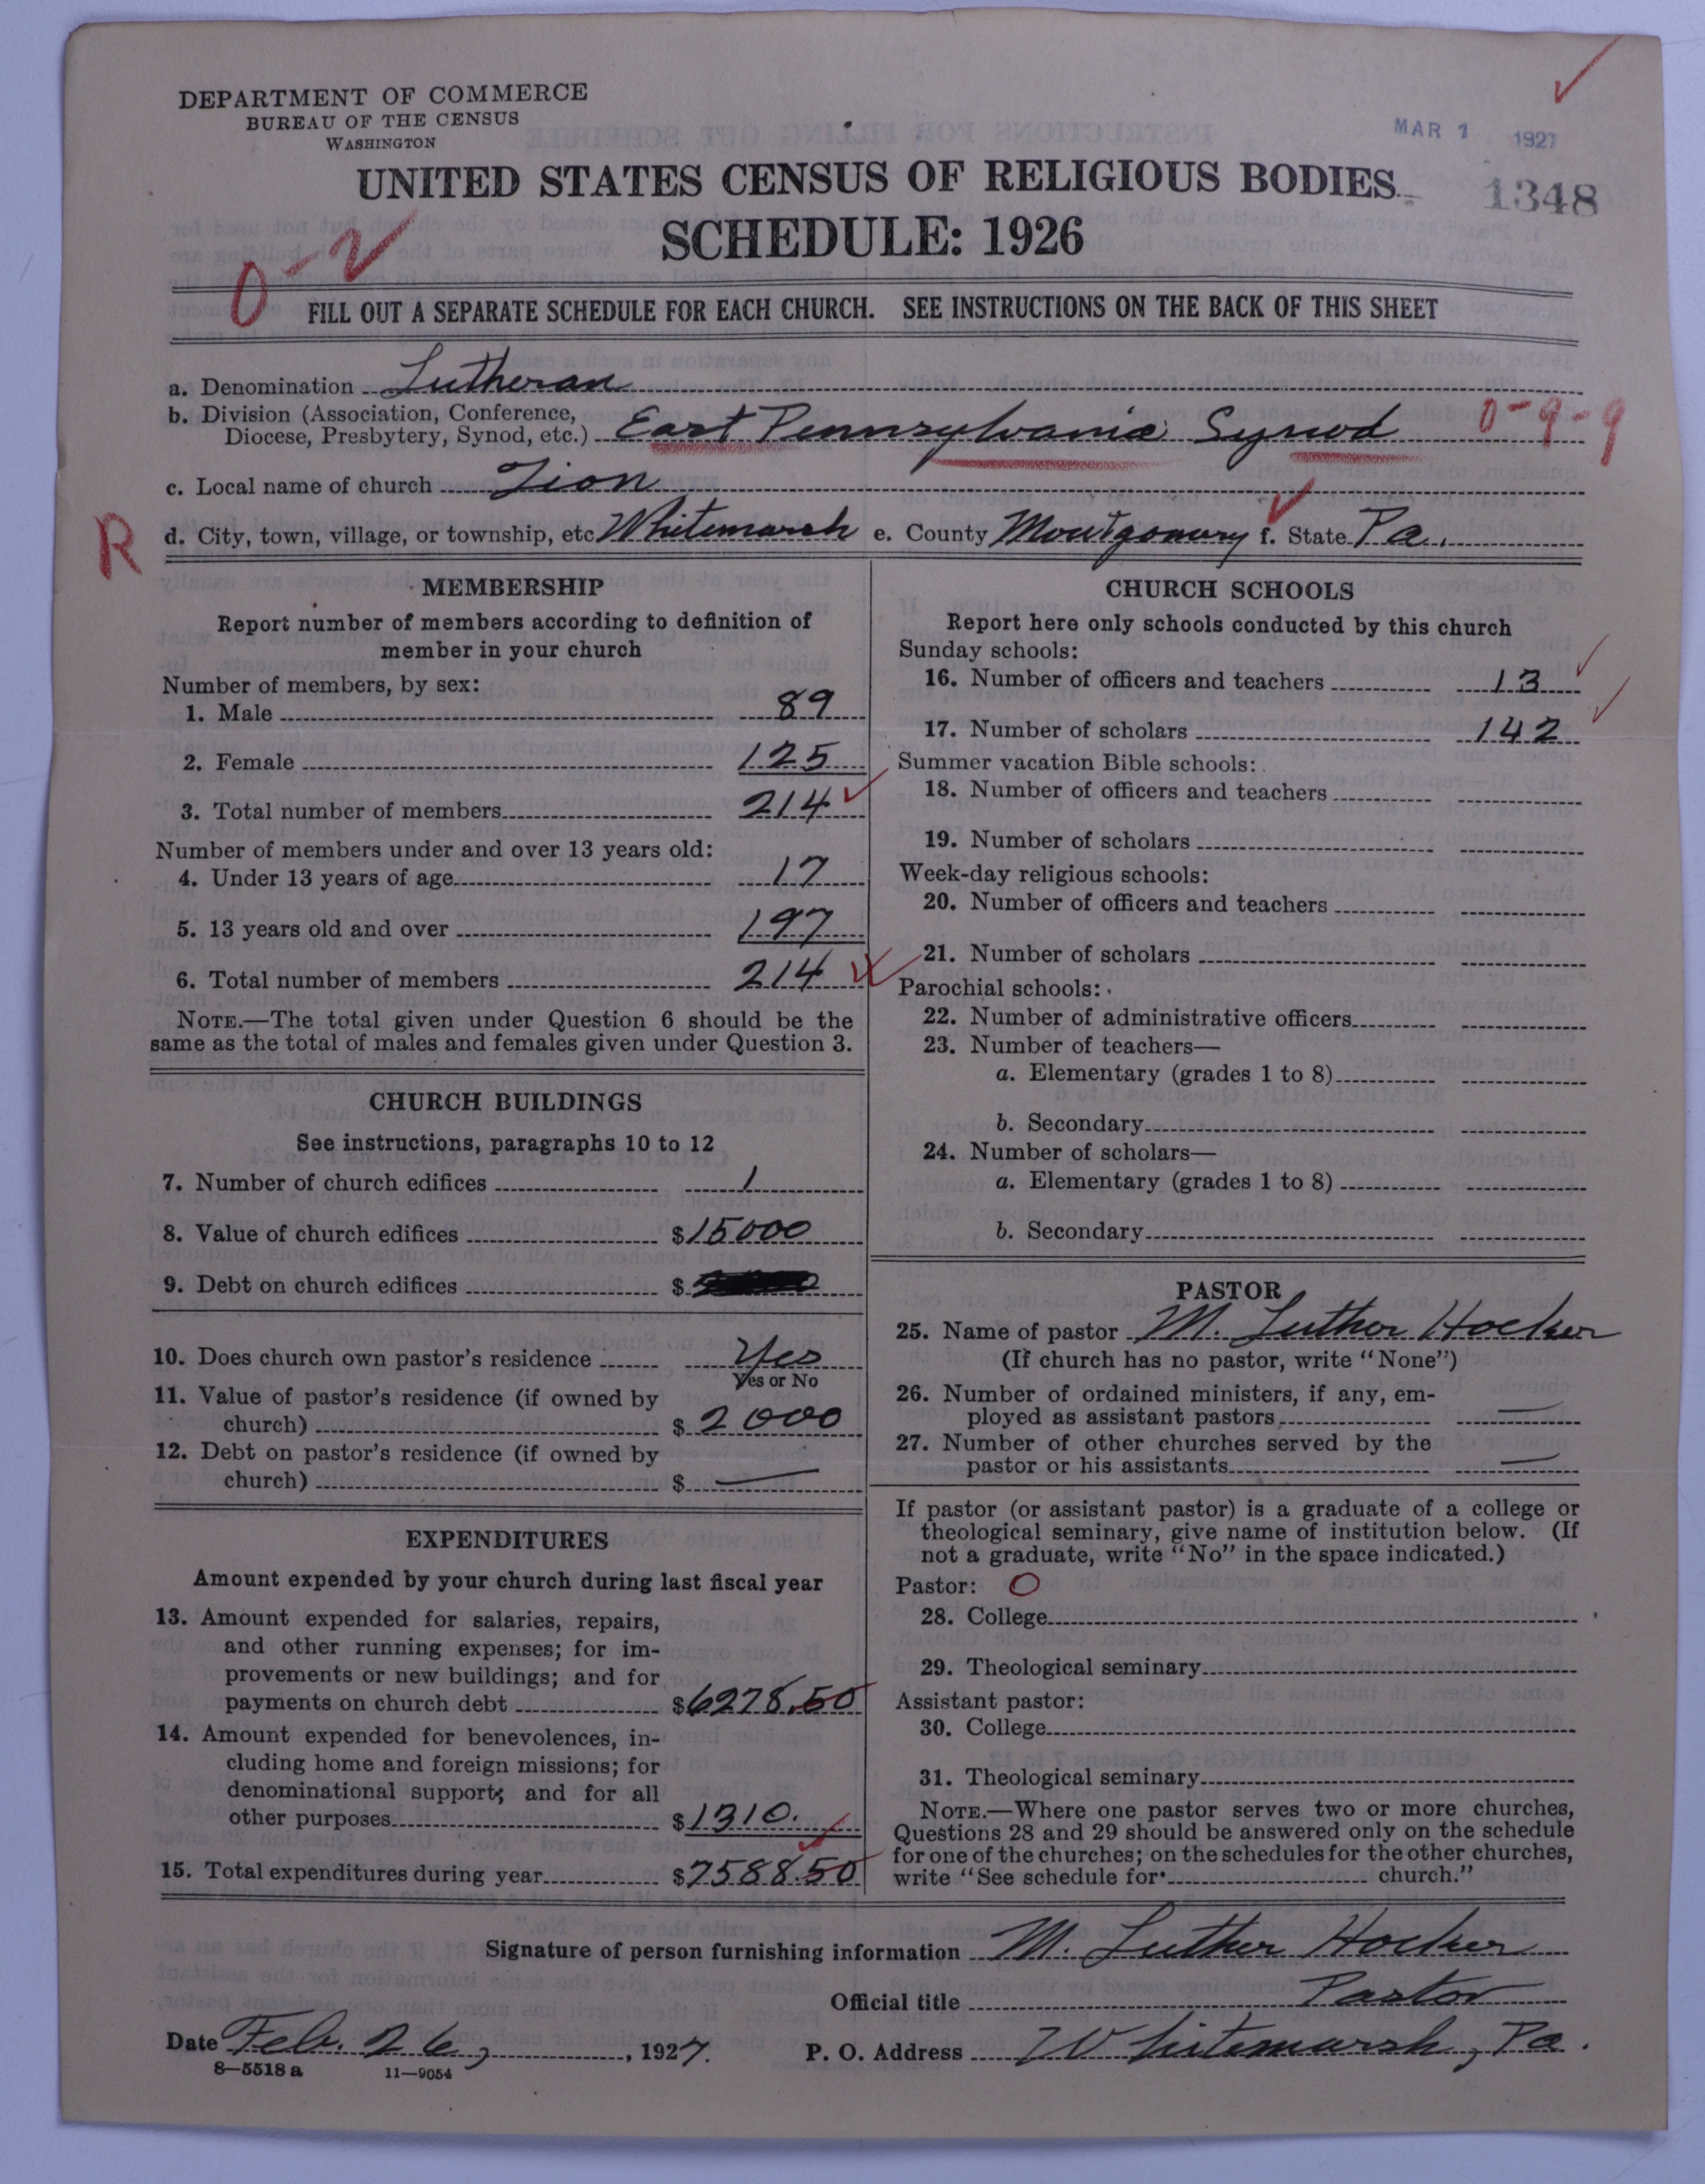 DEPARTMENT OF COMMERCE
BUREAU OF THE CENSUS
WASHINGTON
MAR 1 1927
UNITED STATES CENSUS OF RELIGIOUS BODIES
1348
SCHEDULE: 1926
0-2
FILL OUT A SEPARATE SCHEDULE FOR EACH CHURCH. SEE INSTRUCTIONS ON THE BACK OF THIS SHEET
a. Denomination Lutheran
b. Division (Association, Conference,
Diocese, Presbytery, Synod, etc.) East Pennsylvania Synod 0-9-9
c. Local name of church Zion
R d. City, town, village, or township, etc Whitemarsh e. County Montgomery f. State Pa.
MEMBERSHIP
Report number of members according to definition of
member in your church
Number of members, by sex:
1. Male 89
2. Female 125
3. Total number of members 214
Number of members under and over 13 years old:
4. Under 13 years of age 17
5. 13 years old and over 197
6. Total number of members 214
NOTE.—The total given under Question 6 should be the
same as the total of males and females given under Question 3.
CHURCH BUILDINGS
See instructions, paragraphs 10 to 12
7. Number of church edifices 1
8. Value of church edifices $15000
9. Debt on church edifices $
10. Does church own pastor's residence Yes
Yes or No
11. Value of pastor's residence (if owned by
church) $2000
12. Debt on pastor's residence (if owned by
church) $ —
EXPENDITURES
Amount expended by your church during last fiscal year
13. Amount expended for salaries, repairs,
and other running expenses; for im-
provements or new buildings; and for
payments on church debt $6278.50
14. Amount expended for benevolences, in-
cluding home and foreign missions; for
denominational support; and for all
other purposes $1310.
15. Total expenditures during year $7588.50
CHURCH SCHOOLS
Report here only schools conducted by this church
Sunday schools:
16. Number of officers and teachers 13
17. Number of scholars 142
Summer vacation Bible schools:
18. Number of officers and teachers
19. Number of scholars
Week-day religious schools:
20. Number of officers and teachers
21. Number of scholars
Parochial schools:
22. Number of administrative officers
23. Number of teachers—
a. Elementary (grades 1 to 8)
b. Secondary
24. Number of scholars—
a. Elementary (grades 1 to 8)
b. Secondary
PASTOR
25. Name of pastor M. Luther Hocker
(If church has no pastor, write "None")
26. Number of ordained ministers, if any, em-
ployed as assistant pastors —
27. Number of other churches served by the
pastor or his assistants —
If pastor (or assistant pastor) is a graduate of a college or
theological seminary, give name of institution below. (If
not a graduate, write "No" in the space indicated.)
Pastor: O
28. College
29. Theological seminary
Assistant pastor:
30. College
31. Theological seminary
NOTE.—Where one pastor serves two or more churches,
Questions 28 and 29 should be answered only on the schedule
for one of the churches; on the schedules for the other churches,
write "See schedule for church."
Signature of person furnishing information M. Luther Hocker
Official title Pastor
Date Feb. 26, 1927. P. O. Address Whitemarsh, Pa.
8—5518 a 11—9054